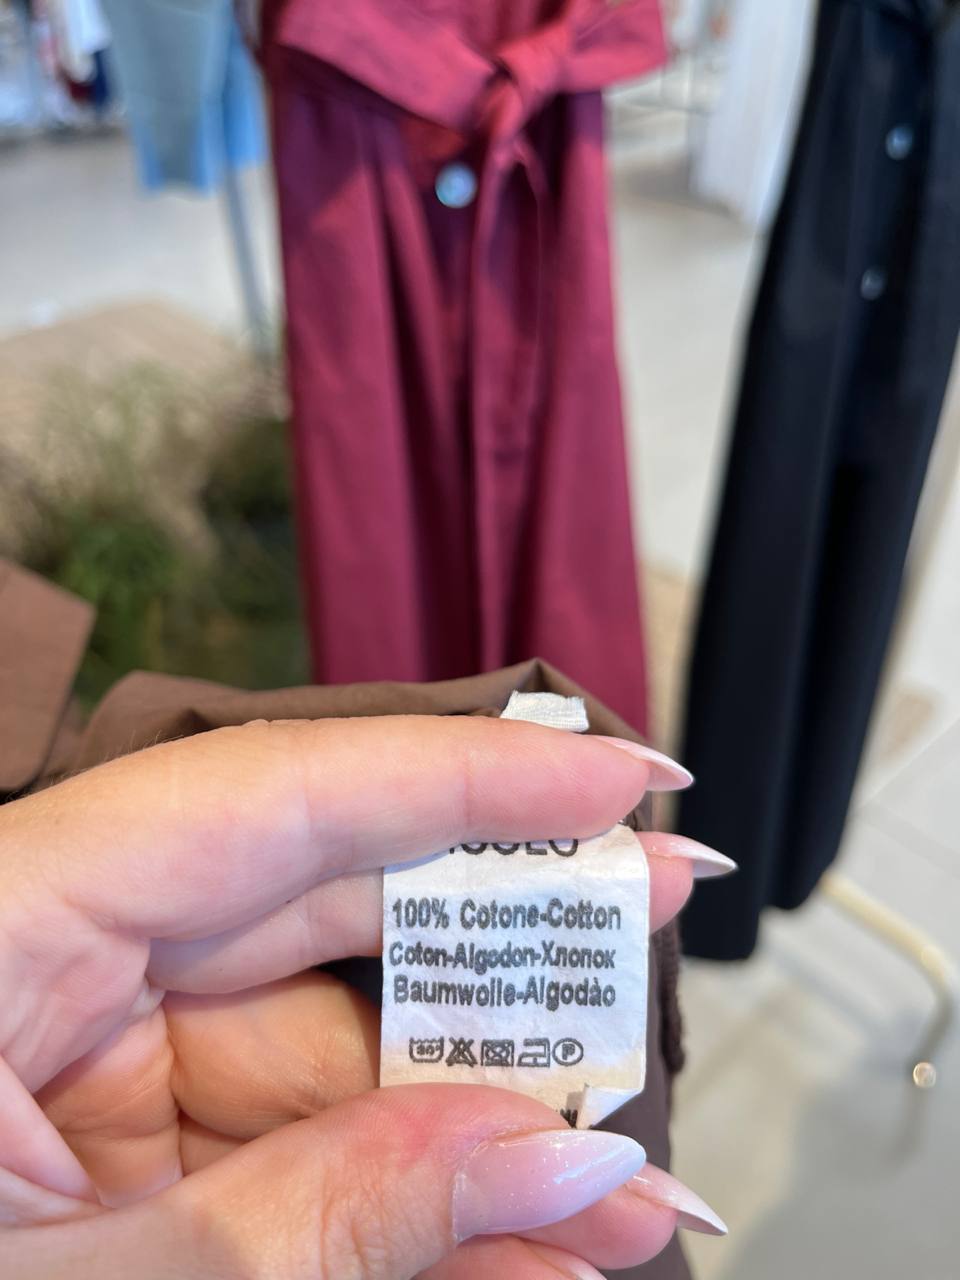 100% Cotone-Cotton
Coton-Algodon-Хлопок
Baumwolle-Algodào
P